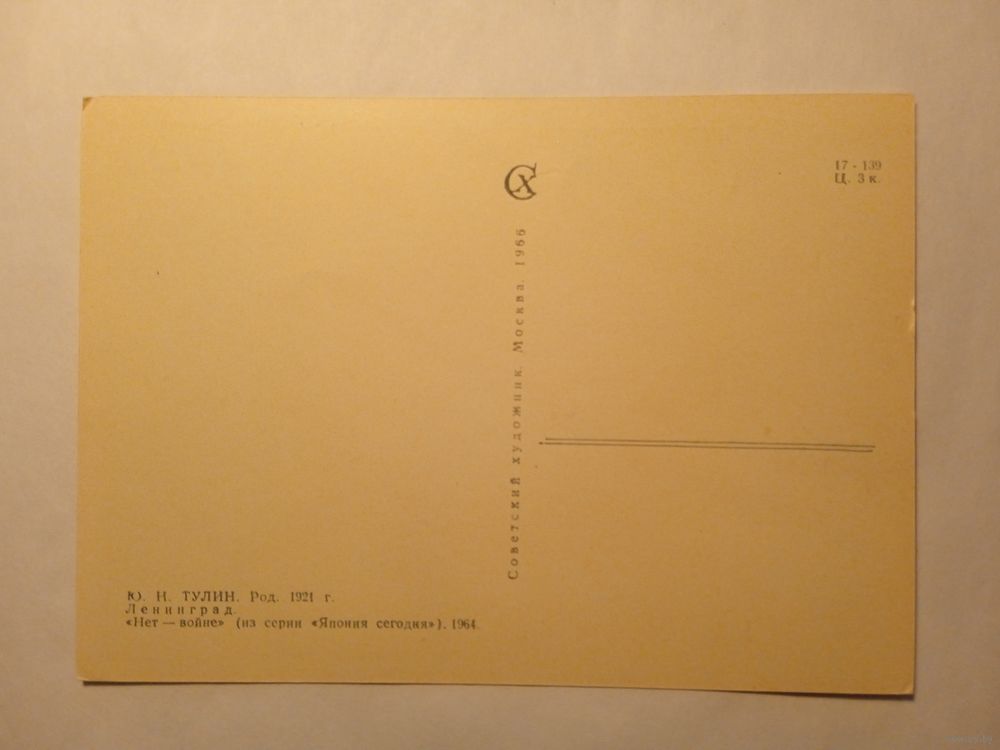 Ю. Н. ТУЛИН. Род. 1921 г.
Ленинград.
«Нет — войне» (из серии «Япония сегодня»). 1964.
СХ
Советский художник. Москва. 1966
17 - 139
Ц. 3 к.